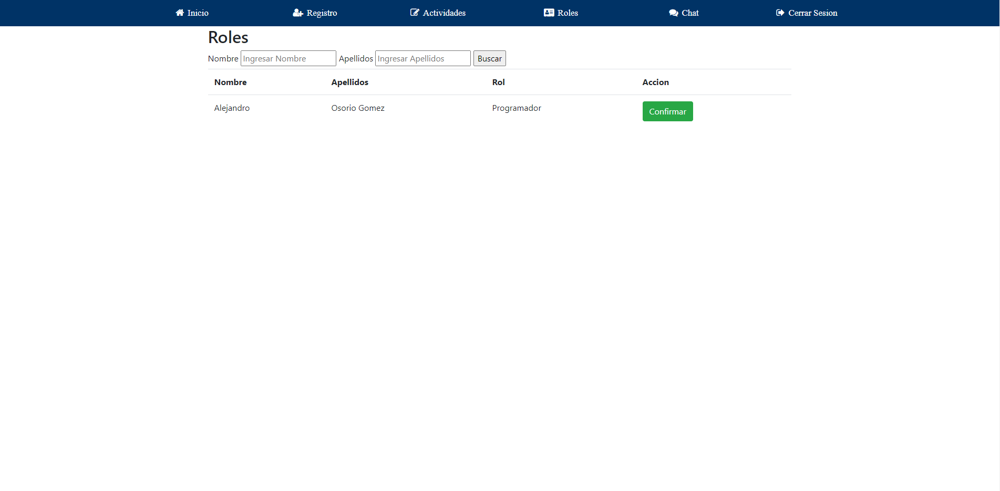 Inicio Registro Actividades Roles Chat Cerrar Sesion
Roles
Nombre Ingresar Nombre Apellidos Ingresar Apellidos Buscar
Nombre Apellidos Rol Accion
Alejandro Osorio Gomez Programador Confirmar